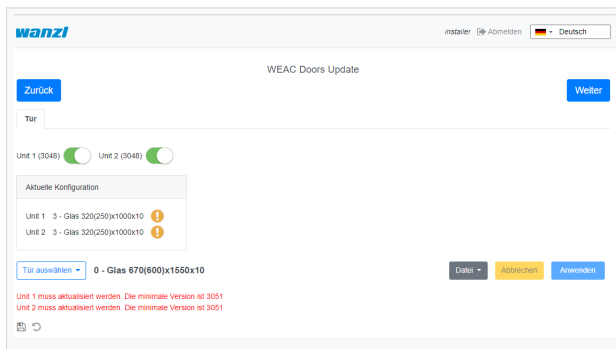 wanzl
installer Abmelden Deutsch
WEAC Doors Update
Zurück Weiter
Tür
Unit 1 (3048) Unit 2 (3048)
Aktuelle Konfiguration
Unit 1 3 - Glas 320(250)x1000x10
Unit 2 3 - Glas 320(250)x1000x10
Tür auswählen 0 - Glas 670(600)x1550x10 Datei Abbrechen Anwenden
Unit 1 muss aktualisiert werden. Die minimale Version ist 3051
Unit 2 muss aktualisiert werden. Die minimale Version ist 3051